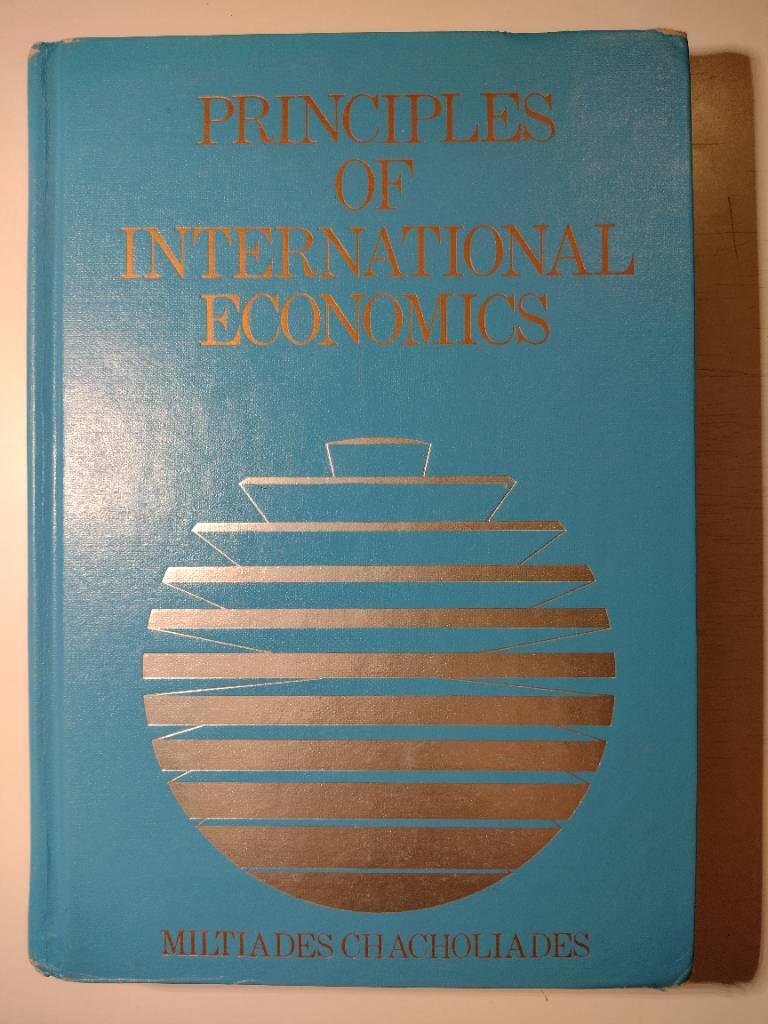 PRINCIPLES
OF
INTERNATIONAL
ECONOMICS
MILTIADES CHACHOLIADES